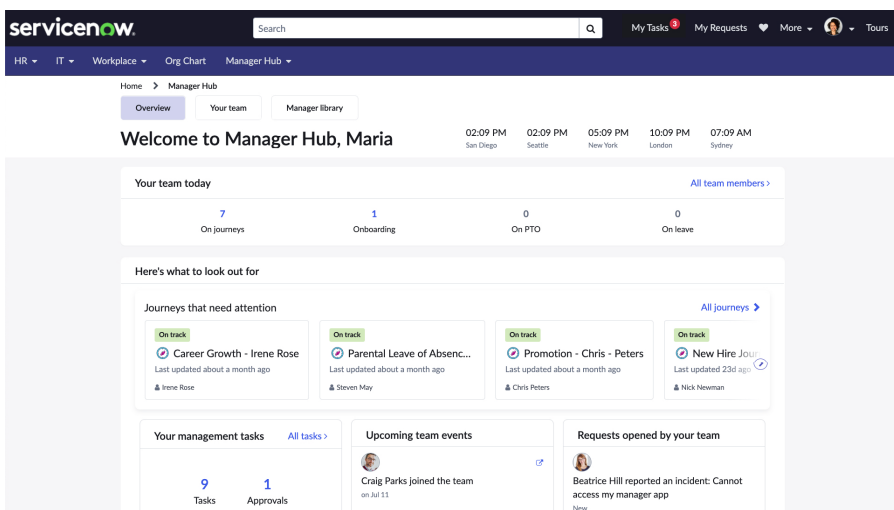 servicenow.
Search
My Tasks 3
My Requests
More
Tours
HR
IT
Workplace
Org Chart
Manager Hub
Home > Manager Hub
Overview
Your team
Manager library
Welcome to Manager Hub, Maria
02:09 PM
San Diego
02:09 PM
Seattle
05:09 PM
New York
10:09 PM
London
07:09 AM
Sydney
Your team today
All team members >
7
On journeys
1
Onboarding
0
On PTO
0
On leave
Here's what to look out for
Journeys that need attention
All journeys >
On track
Career Growth - Irene Rose
Last updated about a month ago
Irene Rose
On track
Parental Leave of Absenc...
Last updated about a month ago
Steven May
On track
Promotion - Chris - Peters
Last updated about a month ago
Chris Peters
On track
New Hire Jour
Last updated 23d ago
Nick Newman
Your management tasks
All tasks >
9
Tasks
1
Approvals
Upcoming team events
Craig Parks joined the team
on Jul 11
Requests opened by your team
Beatrice Hill reported an incident: Cannot
access my manager app
New